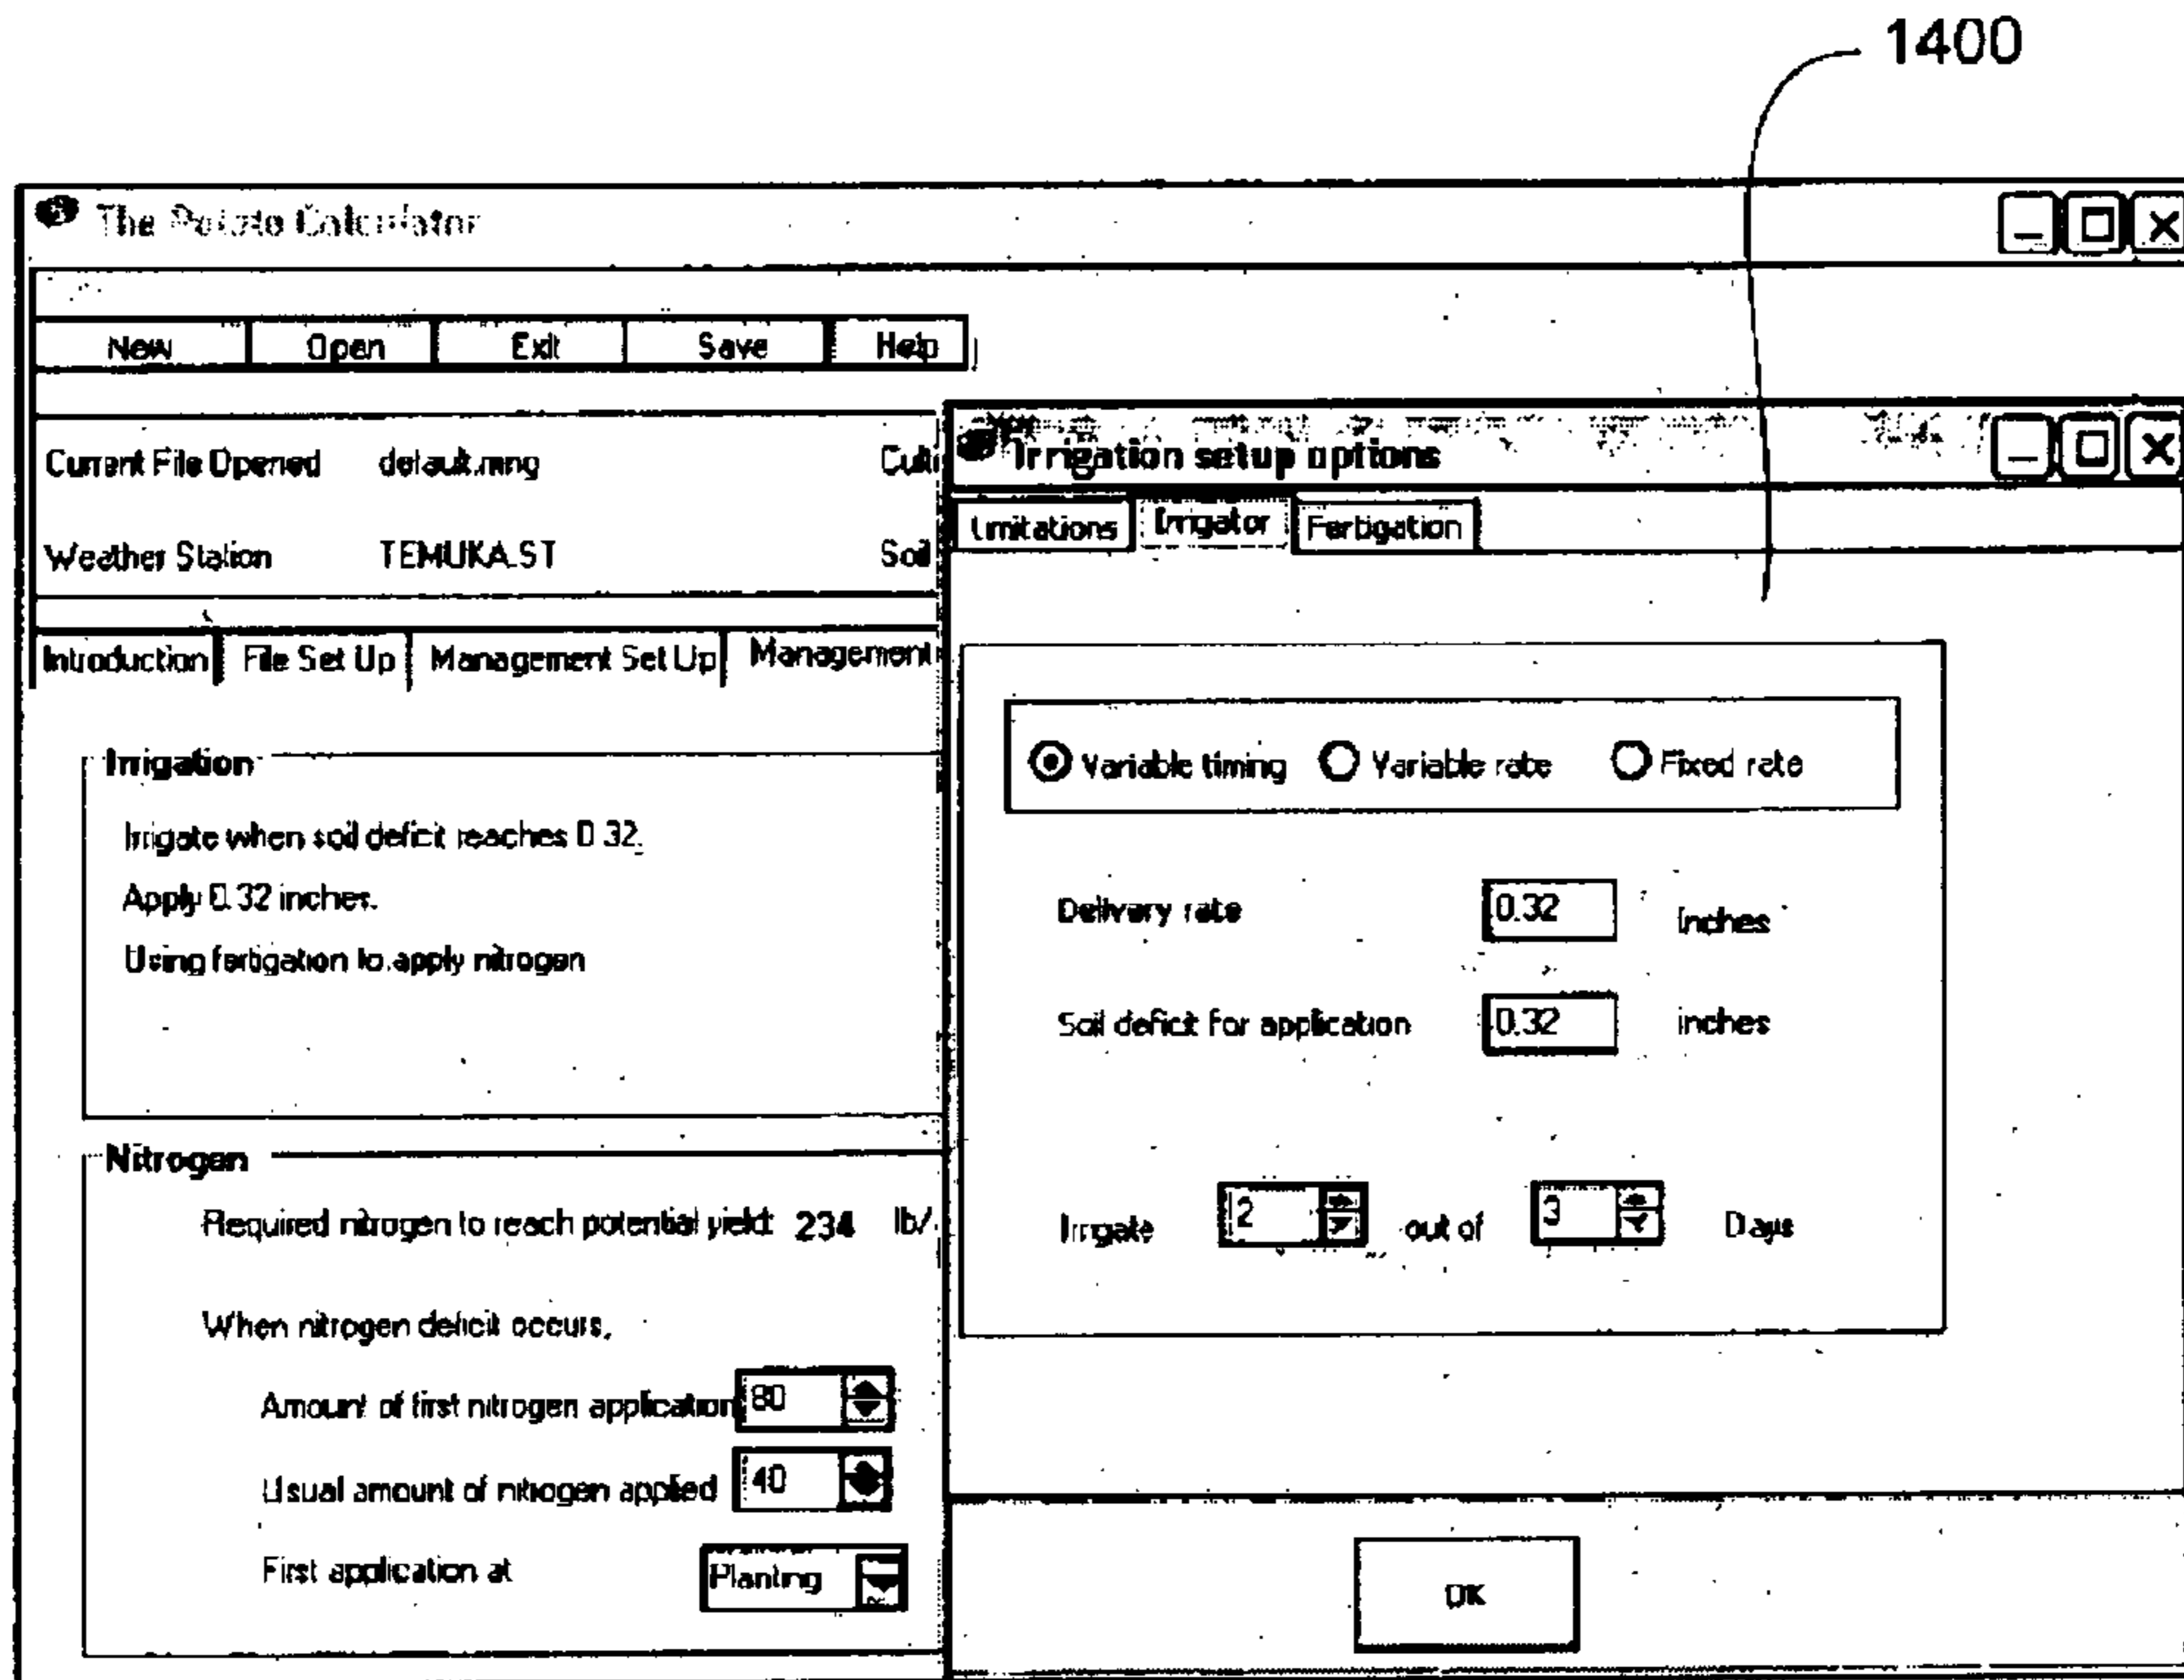 1400
The Potato Calculator
New Open Exit Save Help
Current File Opened default.mng Culti
Irrigation setup options
Limitations Irrigator Fertigation
Weather Station TEMUKA.ST Soil
Introduction File Set Up Management Set Up Management
Variable timing Variable rate Fixed rate
Irrigation
Irrigate when soil deficit reaches 0.32.
Apply 0.32 inches.
Using fertigation to apply nitrogen
Delivery rate 0.32 Inches
Soil deficit for application 0.32 inches
Irrigate 2 out of 3 Days
Nitrogen
Required nitrogen to reach potential yield: 234 lb/
When nitrogen deficit occurs,
Amount of first nitrogen application 80
Usual amount of nitrogen applied 40
First application at Planting
OK